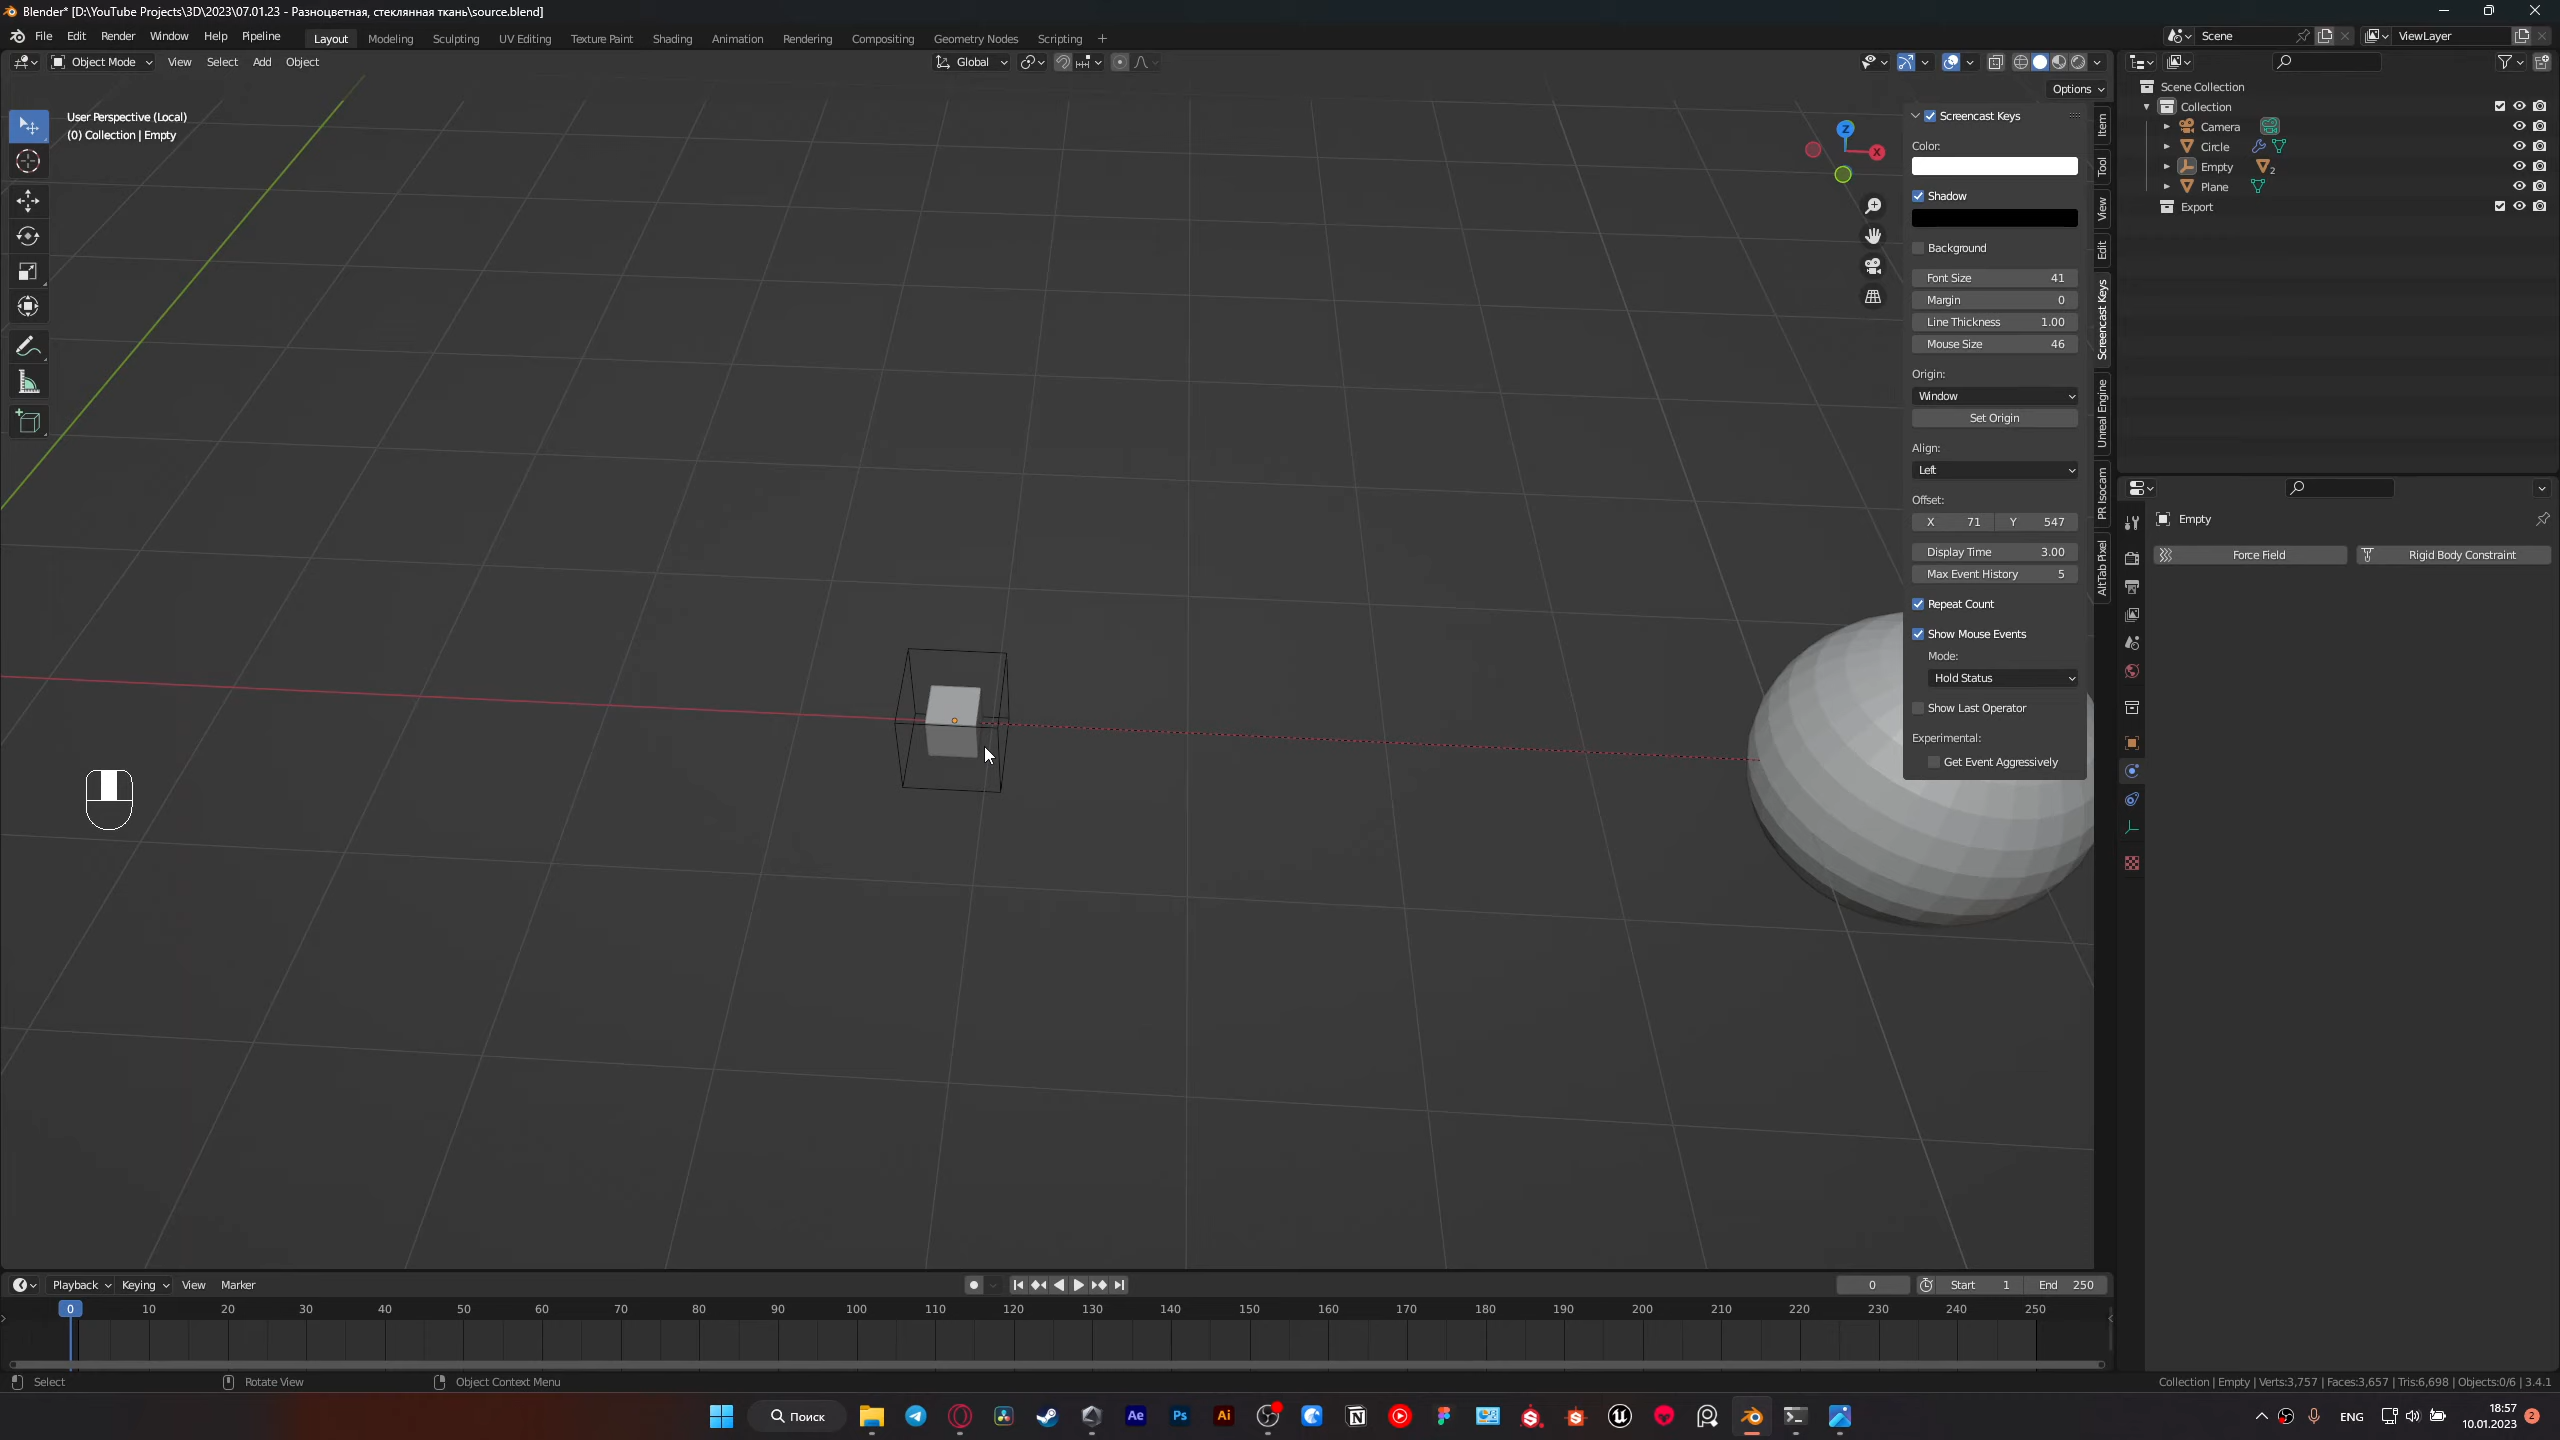 Blender* [D:\YouTube Projects\3D\2023\07.01.23 - Разноцветная, стеклянная ткань\source.blend]
File Edit Render Window Help Pipeline
Layout Modeling Sculpting UV Editing Texture Paint Shading Animation Rendering Compositing Geometry Nodes Scripting +
Scene
ViewLayer
Object Mode View Select Add Object
Global
Options
User Perspective (Local)
(0) Collection | Empty
Z
X
Screencast Keys
Color:
Shadow
Background
Font Size 41
Margin 0
Line Thickness 1.00
Mouse Size 46
Origin:
Window
Set Origin
Align:
Left
Offset:
X 71 Y 547
Display Time 3.00
Max Event History 5
Repeat Count
Show Mouse Events
Mode:
Hold Status
Show Last Operator
Experimental:
Get Event Aggressively
Item
Tool
View
Edit
Screencast Keys
Unreal Engine
PR Isocam
AltTab Pixel
Scene Collection
Collection
Camera
Circle
Empty 2
Plane
Export
Empty
Force Field Rigid Body Constraint
Playback Keying View Marker
0 Start 1 End 250
0 10 20 30 40 50 60 70 80 90 100 110 120 130 140 150 160 170 180 190 200 210 220 230 240 250
Select Rotate View Object Context Menu
Collection | Empty | Verts:3,757 | Faces:3,657 | Tris:6,698 | Objects:0/6 | 3.4.1
Поиск
Ae Ps Ai
ENG
18:57
10.01.2023
2